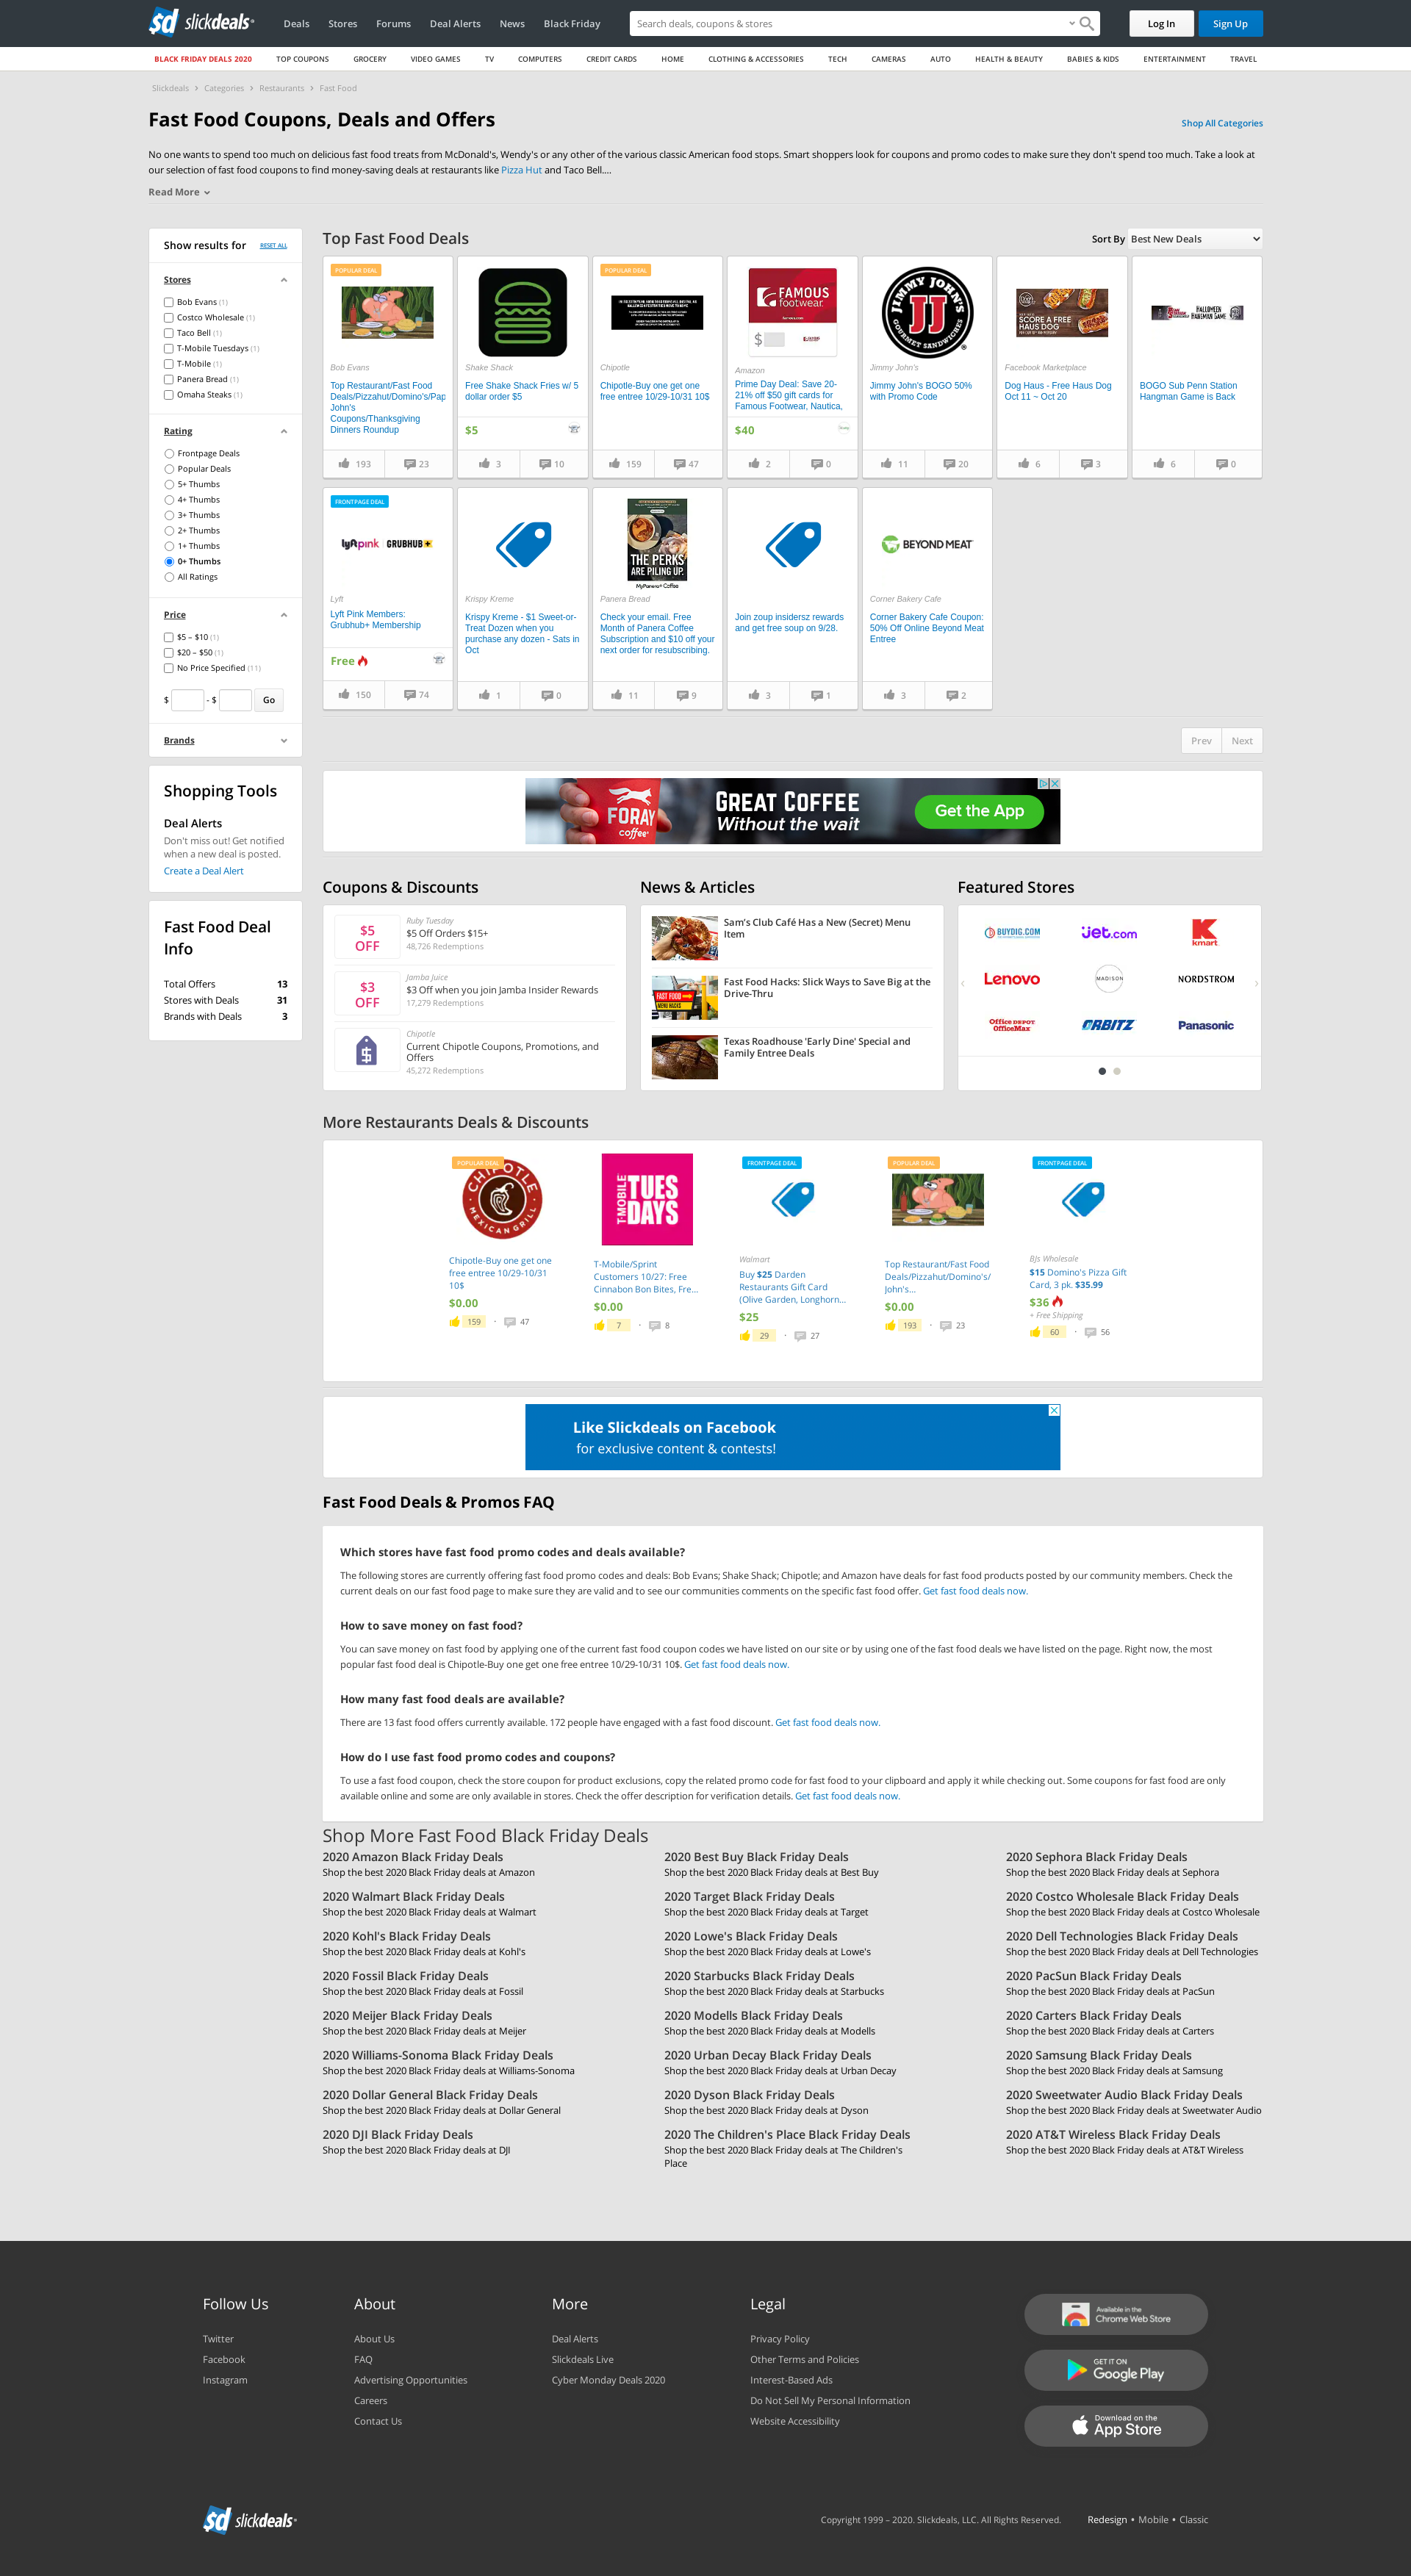 sd slickdeals
Deals Stores Forums Deal Alerts News Black Friday
Search deals, coupons & stores
Log In Sign Up
BLACK FRIDAY DEALS 2020 TOP COUPONS GROCERY VIDEO GAMES TV COMPUTERS CREDIT CARDS HOME CLOTHING & ACCESSORIES TECH CAMERAS AUTO HEALTH & BEAUTY BABIES & KIDS ENTERTAINMENT TRAVEL
Slickdeals > Categories > Restaurants > Fast Food
Fast Food Coupons, Deals and Offers
Shop All Categories
No one wants to spend too much on delicious fast food treats from McDonald's, Wendy's or any other of the various classic American food stops. Smart shoppers look for coupons and promo codes to make sure they don't spend too much. Take a look at
our selection of fast food coupons to find money-saving deals at restaurants like Pizza Hut and Taco Bell....
Read More
Show results for RESET ALL
Stores
Bob Evans (1)
Costco Wholesale (1)
Taco Bell (1)
T-Mobile Tuesdays (1)
T-Mobile (1)
Panera Bread (1)
Omaha Steaks (1)
Rating
Frontpage Deals
Popular Deals
5+ Thumbs
4+ Thumbs
3+ Thumbs
2+ Thumbs
1+ Thumbs
0+ Thumbs
All Ratings
Price
$5 – $10 (1)
$20 – $50 (1)
No Price Specified (11)
$ - $ Go
Brands
Shopping Tools
Deal Alerts
Don't miss out! Get notified
when a new deal is posted.
Create a Deal Alert
Fast Food Deal
Info
Total Offers 13
Stores with Deals 31
Brands with Deals 3
Top Fast Food Deals
Sort By Best New Deals
POPULAR DEAL
Bob Evans
Top Restaurant/Fast Food
Deals/Pizzahut/Domino's/Pap
John's
Coupons/Thanksgiving
Dinners Roundup
193 23
Shake Shack
Free Shake Shack Fries w/ 5
dollar order $5
$5
3 10
POPULAR DEAL
Chipotle
Chipotle-Buy one get one
free entree 10/29-10/31 10$
159 47
FAMOUS
footwear
$
Amazon
Prime Day Deal: Save 20-
21% off $50 gift cards for
Famous Footwear, Nautica,
$40
2 0
JIMMY JOHN'S
JJ
GOURMET SANDWICHES
Jimmy John's
Jimmy John's BOGO 50%
with Promo Code
11 20
SCORE A FREE
HAUS DOG
Facebook Marketplace
Dog Haus - Free Haus Dog
Oct 11 ~ Oct 20
6 3
HALLOWEEN
HANGMAN GAME
BOGO Sub Penn Station
Hangman Game is Back
6 0
FRONTPAGE DEAL
lyft pink GRUBHUB+
Lyft
Lyft Pink Members:
Grubhub+ Membership
Free
150 74
Krispy Kreme
Krispy Kreme - $1 Sweet-or-
Treat Dozen when you
purchase any dozen - Sats in
Oct
1 0
THE PERKS
ARE PILING UP.
MyPanera+ Coffee
Panera Bread
Check your email. Free
Month of Panera Coffee
Subscription and $10 off your
next order for resubscribing.
11 9
Join zoup insidersz rewards
and get free soup on 9/28.
3 1
BEYOND MEAT
Corner Bakery Cafe
Corner Bakery Cafe Coupon:
50% Off Online Beyond Meat
Entree
3 2
Prev Next
FORAY
coffee
GREAT COFFEE
Without the wait
Get the App
Coupons & Discounts
$5
OFF
Ruby Tuesday
$5 Off Orders $15+
48,726 Redemptions
$3
OFF
Jamba Juice
$3 Off when you join Jamba Insider Rewards
17,279 Redemptions
$
Chipotle
Current Chipotle Coupons, Promotions, and
Offers
45,272 Redemptions
News & Articles
Sam's Club Café Has a New (Secret) Menu
Item
FAST FOOD
MENU HACKS
Fast Food Hacks: Slick Ways to Save Big at the
Drive-Thru
Texas Roadhouse 'Early Dine' Special and
Family Entree Deals
Featured Stores
BUYDIG.COM jet.com K
kmart
Lenovo MADISON NORDSTROM
Office DEPOT
OfficeMax
ORBITZ Panasonic
More Restaurants Deals & Discounts
POPULAR DEAL
CHIPOTLE
MEXICAN GRILL
Chipotle-Buy one get one
free entree 10/29-10/31
10$
$0.00
159 · 47
T-MOBILE
TUES
DAYS
T-Mobile/Sprint
Customers 10/27: Free
Cinnabon Bon Bites, Fre...
$0.00
7 · 8
FRONTPAGE DEAL
Walmart
Buy $25 Darden
Restaurants Gift Card
(Olive Garden, Longhorn...
$25
29 · 27
POPULAR DEAL
Top Restaurant/Fast Food
Deals/Pizzahut/Domino's/
John's...
$0.00
193 · 23
FRONTPAGE DEAL
BJs Wholesale
$15 Domino's Pizza Gift
Card, 3 pk. $35.99
$36
+ Free Shipping
60 · 56
Like Slickdeals on Facebook
for exclusive content & contests!
Fast Food Deals & Promos FAQ
Which stores have fast food promo codes and deals available?
The following stores are currently offering fast food promo codes and deals: Bob Evans; Shake Shack; Chipotle; and Amazon have deals for fast food products posted by our community members. Check the
current deals on our fast food page to make sure they are valid and to see our communities comments on the specific fast food offer. Get fast food deals now.
How to save money on fast food?
You can save money on fast food by applying one of the current fast food coupon codes we have listed on our site or by using one of the fast food deals we have listed on the page. Right now, the most
popular fast food deal is Chipotle-Buy one get one free entree 10/29-10/31 10$. Get fast food deals now.
How many fast food deals are available?
There are 13 fast food offers currently available. 172 people have engaged with a fast food discount. Get fast food deals now.
How do I use fast food promo codes and coupons?
To use a fast food coupon, check the store coupon for product exclusions, copy the related promo code for fast food to your clipboard and apply it while checking out. Some coupons for fast food are only
available online and some are only available in stores. Check the offer description for verification details. Get fast food deals now.
Shop More Fast Food Black Friday Deals
2020 Amazon Black Friday Deals
Shop the best 2020 Black Friday deals at Amazon
2020 Best Buy Black Friday Deals
Shop the best 2020 Black Friday deals at Best Buy
2020 Sephora Black Friday Deals
Shop the best 2020 Black Friday deals at Sephora
2020 Walmart Black Friday Deals
Shop the best 2020 Black Friday deals at Walmart
2020 Target Black Friday Deals
Shop the best 2020 Black Friday deals at Target
2020 Costco Wholesale Black Friday Deals
Shop the best 2020 Black Friday deals at Costco Wholesale
2020 Kohl's Black Friday Deals
Shop the best 2020 Black Friday deals at Kohl's
2020 Lowe's Black Friday Deals
Shop the best 2020 Black Friday deals at Lowe's
2020 Dell Technologies Black Friday Deals
Shop the best 2020 Black Friday deals at Dell Technologies
2020 Fossil Black Friday Deals
Shop the best 2020 Black Friday deals at Fossil
2020 Starbucks Black Friday Deals
Shop the best 2020 Black Friday deals at Starbucks
2020 PacSun Black Friday Deals
Shop the best 2020 Black Friday deals at PacSun
2020 Meijer Black Friday Deals
Shop the best 2020 Black Friday deals at Meijer
2020 Modells Black Friday Deals
Shop the best 2020 Black Friday deals at Modells
2020 Carters Black Friday Deals
Shop the best 2020 Black Friday deals at Carters
2020 Williams-Sonoma Black Friday Deals
Shop the best 2020 Black Friday deals at Williams-Sonoma
2020 Urban Decay Black Friday Deals
Shop the best 2020 Black Friday deals at Urban Decay
2020 Samsung Black Friday Deals
Shop the best 2020 Black Friday deals at Samsung
2020 Dollar General Black Friday Deals
Shop the best 2020 Black Friday deals at Dollar General
2020 Dyson Black Friday Deals
Shop the best 2020 Black Friday deals at Dyson
2020 Sweetwater Audio Black Friday Deals
Shop the best 2020 Black Friday deals at Sweetwater Audio
2020 DJI Black Friday Deals
Shop the best 2020 Black Friday deals at DJI
2020 The Children's Place Black Friday Deals
Shop the best 2020 Black Friday deals at The Children's
Place
2020 AT&T Wireless Black Friday Deals
Shop the best 2020 Black Friday deals at AT&T Wireless
Follow Us
Twitter
Facebook
Instagram
About
About Us
FAQ
Advertising Opportunities
Careers
Contact Us
More
Deal Alerts
Slickdeals Live
Cyber Monday Deals 2020
Legal
Privacy Policy
Other Terms and Policies
Interest-Based Ads
Do Not Sell My Personal Information
Website Accessibility
Available in the
Chrome Web Store
GET IT ON
Google Play
Download on the
App Store
sd slickdeals
Copyright 1999 – 2020. Slickdeals, LLC. All Rights Reserved. Redesign • Mobile • Classic